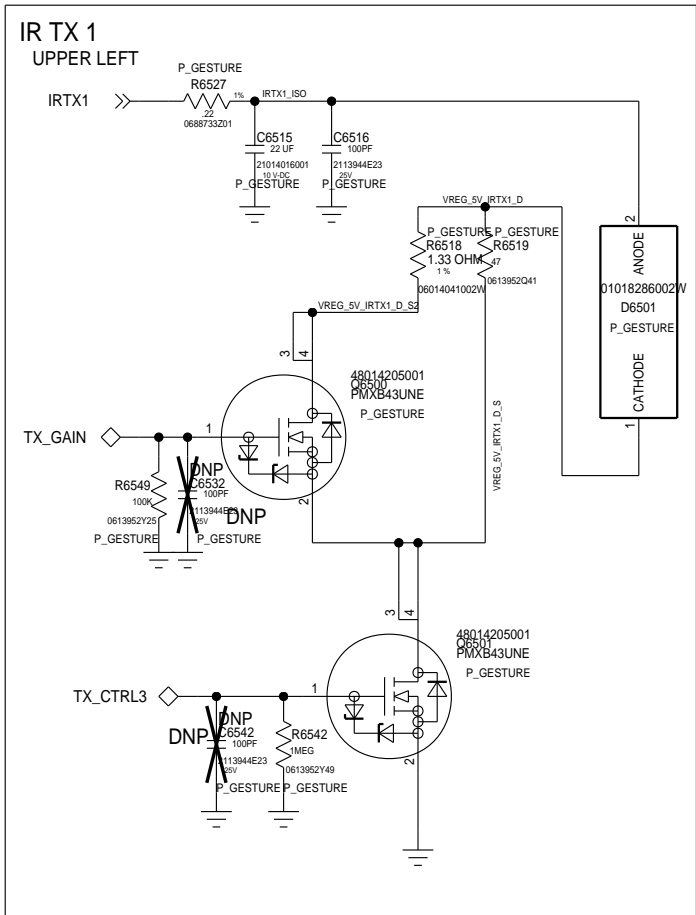 IR TX 1
UPPER LEFT
P_GESTURE
R6527
IRTX1
1%
IRTX1_ISO
.22
0688733Z01
C6515
22 UF
21014016001
10 V-DC
P_GESTURE
C6516
100PF
2113944E23
25V
P_GESTURE
VREG_5V_IRTX1_D
P_GESTURE
R6518
1.33 OHM
1 %
06014041002W
P_GESTURE
R6519
.47
0613952Q41
2
ANODE
01018286002W
D6501
P_GESTURE
CATHODE
1
VREG_5V_IRTX1_D_S2
VREG_5V_IRTX1_D_S
3
4
48014205001
Q6500
PMXB43UNE
P_GESTURE
1
2
TX_GAIN
R6549
100K
0613952Y25
P_GESTURE
DNP
C6532
100PF
2113944E23
25V
P_GESTURE
DNP
3
4
48014205001
Q6501
PMXB43UNE
P_GESTURE
1
2
TX_CTRL3
DNP
DNP
C6542
100PF
2113944E23
25V
P_GESTURE
R6542
1MEG
0613952Y49
P_GESTURE